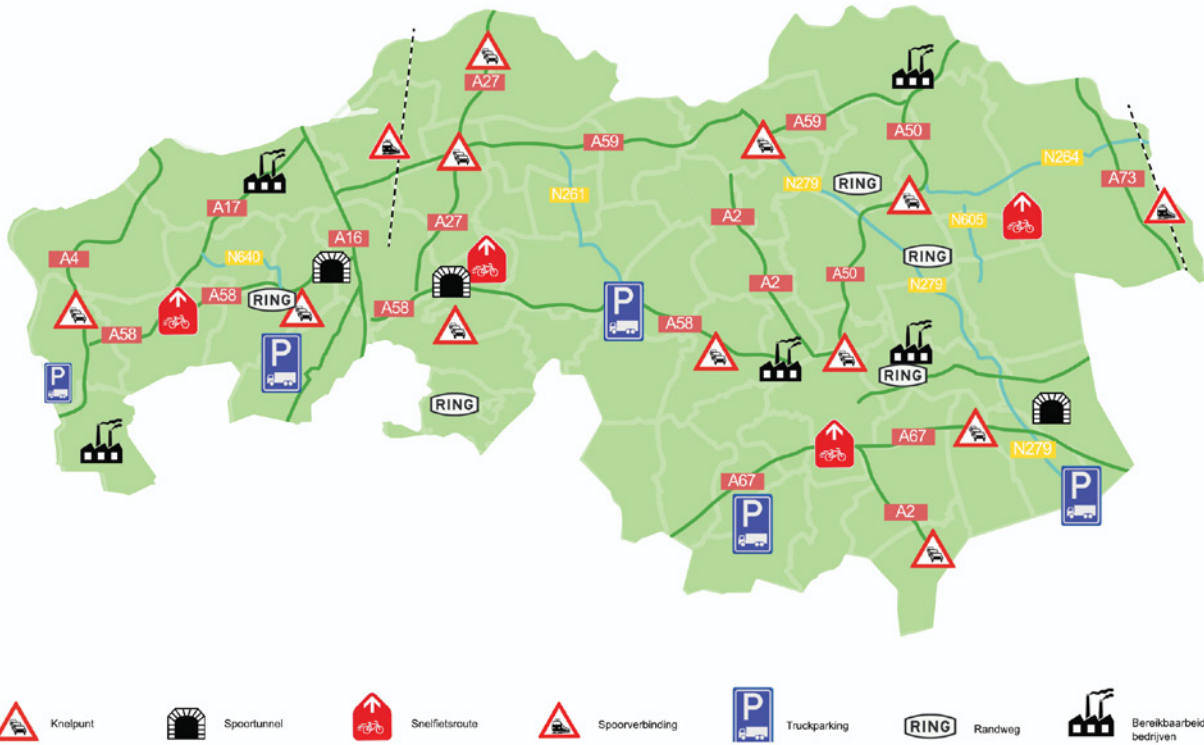 A27
A59
A59
A50
N264
N261
N279
RING
A73
A17
A27
A2
N605
A16
A4
N640
RING
A50
N279
A58
RING
A2
A58
A58
P
A58
P
P
RING
RING
A67
N279
A67
P
P
A2
Knelpunt
Spoortunnel
Snelfietsroute
Spoorverbinding
P
Truckparking
RING
Randweg
Bereikbaarheid
bedrijven